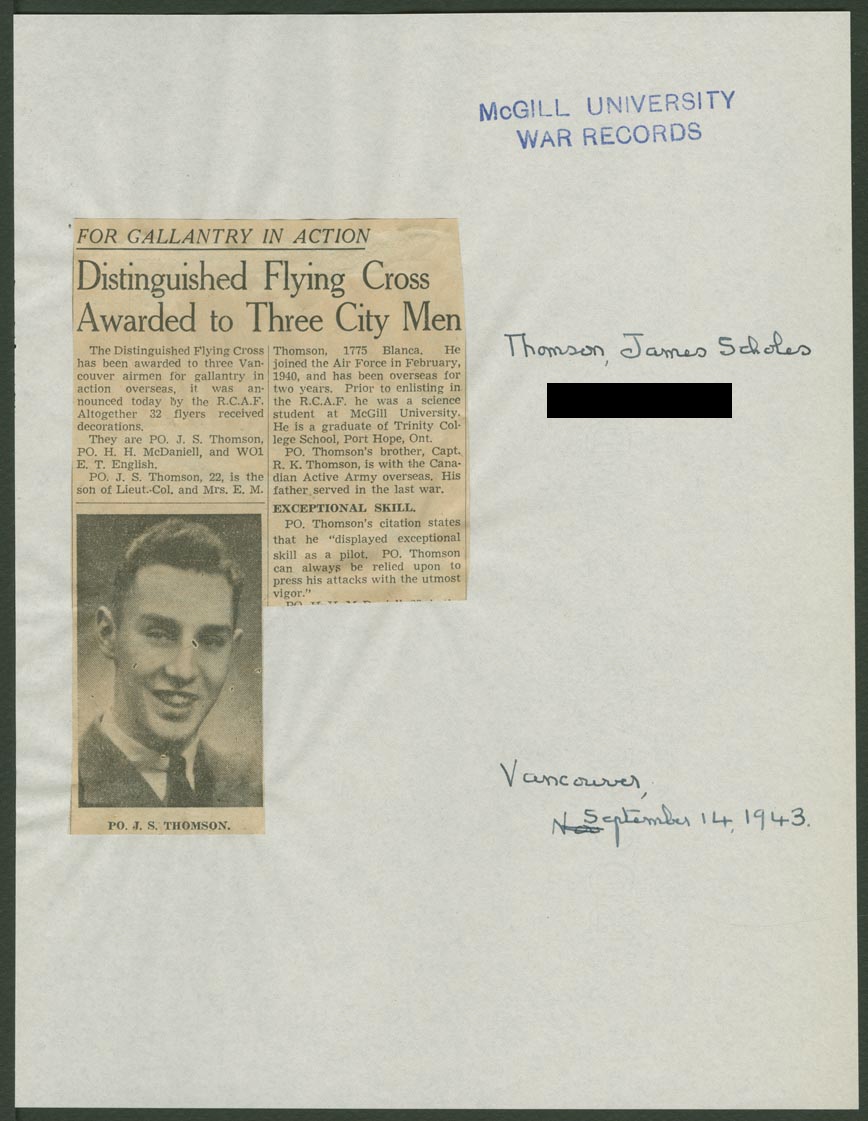 McGILL UNIVERSITY
WAR RECORDS
FOR GALLANTRY IN ACTION
Distinguished Flying Cross
Awarded to Three City Men
The Distinguished Flying Cross
has been awarded to three Van-
couver airmen for gallantry in
action overseas, it was an-
nounced today by the R.C.A.F.
Altogether 32 flyers received
decorations.
They are PO. J. S. Thomson,
PO. H. H. McDaniell, and WO1
E. T. English.
PO. J. S. Thomson, 22, is the
son of Lieut.-Col. and Mrs. E. M.
Thomson, 1775 Blanca. He
joined the Air Force in February,
1940, and has been overseas for
two years. Prior to enlisting in
the R.C.A.F. he was a science
student at McGill University.
He is a graduate of Trinity Col-
lege School, Port Hope, Ont.
PO. Thomson's brother, Capt.
R. K. Thomson, is with the Cana-
dian Active Army overseas. His
father served in the last war.
EXCEPTIONAL SKILL.
PO. Thomson's citation states
that he "displayed exceptional
skill as a pilot. PO. Thomson
can always be relied upon to
press his attacks with the utmost
vigor."
PO. J. S. THOMSON.
Thomson, James Scholes
Vancouver,
September 14, 1943.